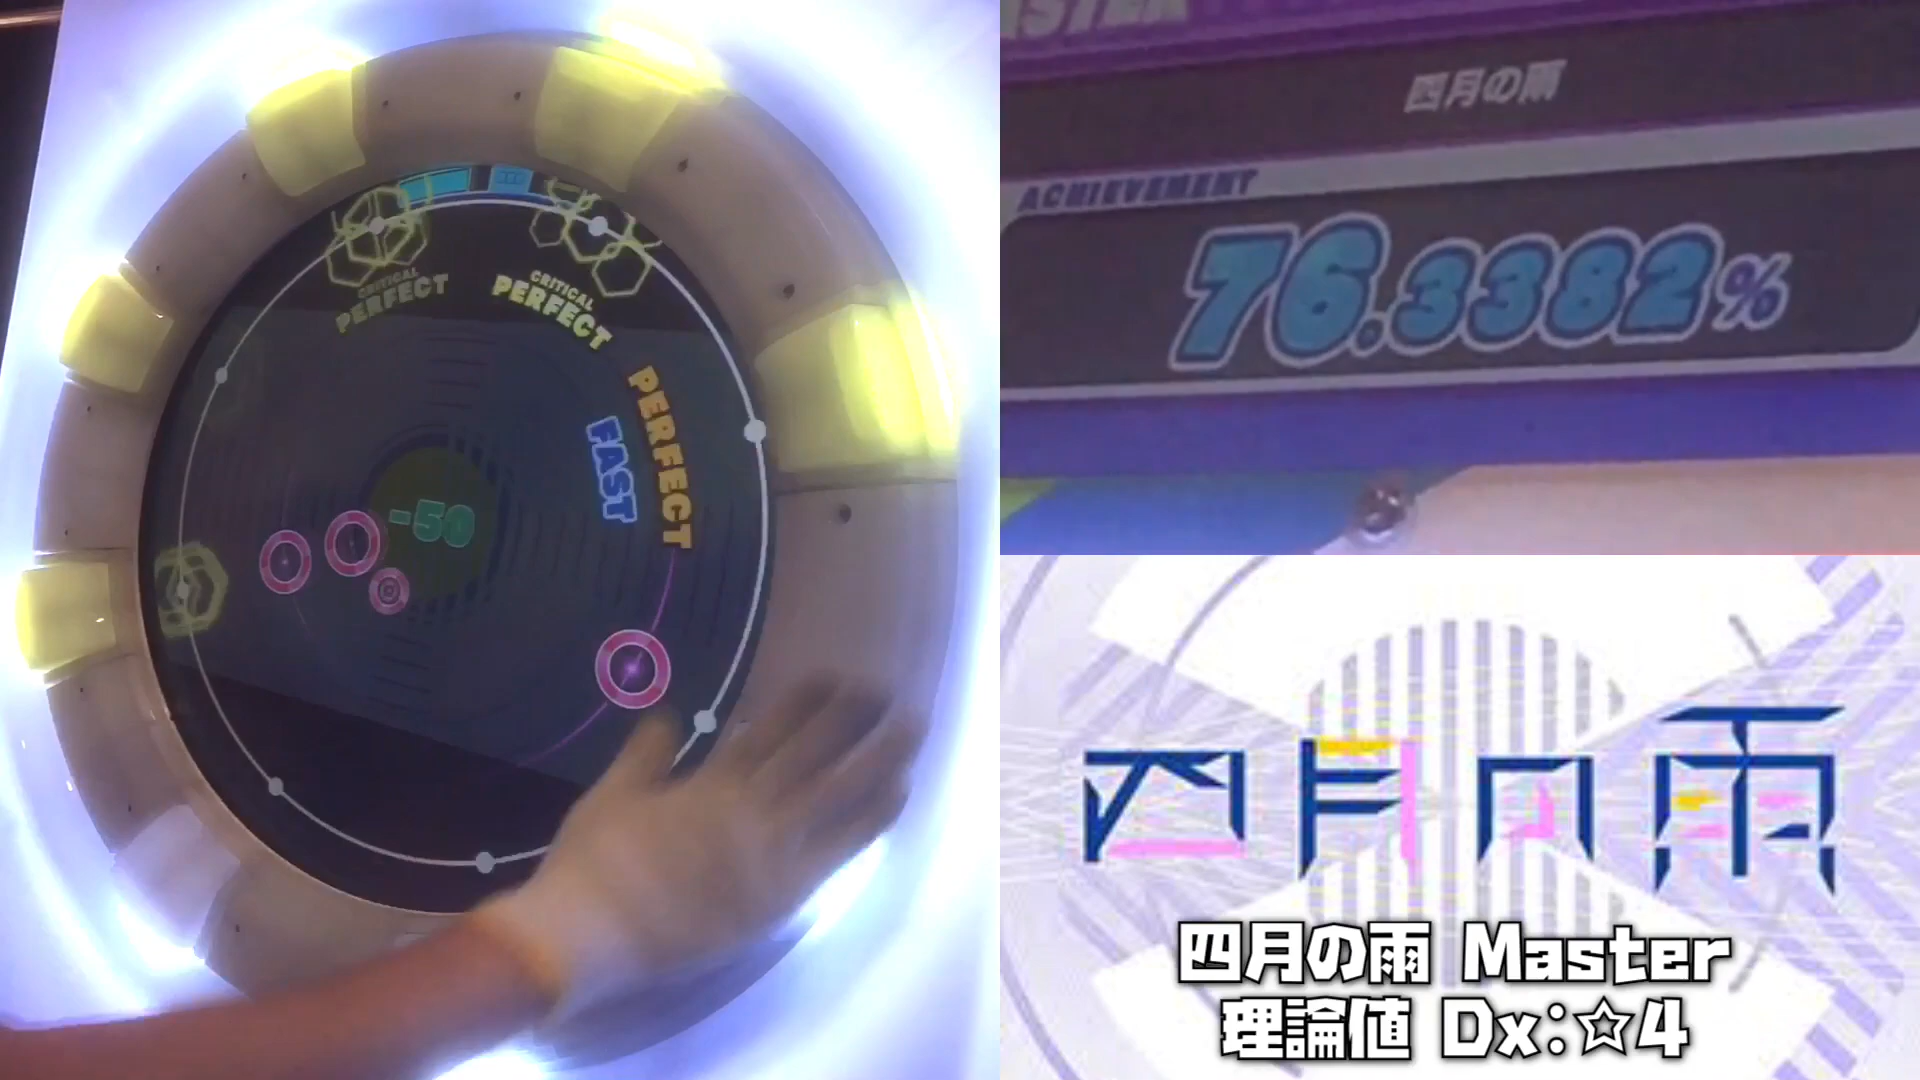 CRITICAL
PERFECT
CRITICAL
PERFECT
PERFECT
FAST
-50
四月の雨
ACHIEVEMENT
76.3382%
四月の雨
四月の雨 Master
理論値 Dx:☆4